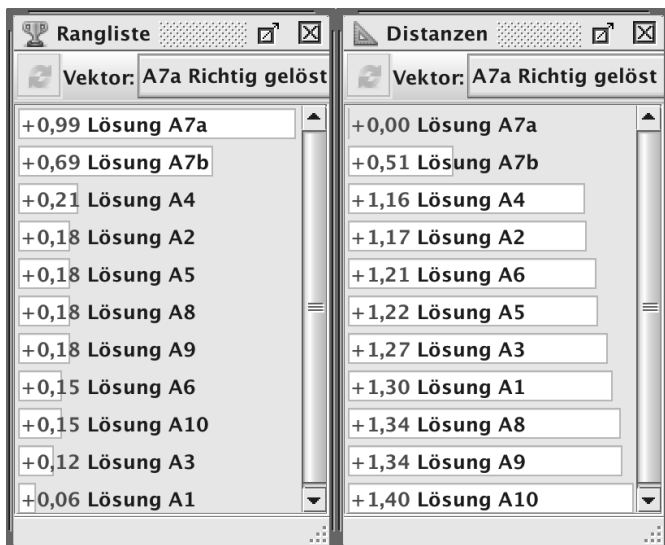 Rangliste
Vektor: A7a Richtig gelöst
+0,99 Lösung A7a
+0,69 Lösung A7b
+0,21 Lösung A4
+0,18 Lösung A2
+0,18 Lösung A5
+0,18 Lösung A8
+0,18 Lösung A9
+0,15 Lösung A6
+0,15 Lösung A10
+0,12 Lösung A3
+0,06 Lösung A1
Distanzen
Vektor: A7a Richtig gelöst
+0,00 Lösung A7a
+0,51 Lösung A7b
+1,16 Lösung A4
+1,17 Lösung A2
+1,21 Lösung A6
+1,22 Lösung A5
+1,27 Lösung A3
+1,30 Lösung A1
+1,34 Lösung A8
+1,34 Lösung A9
+1,40 Lösung A10